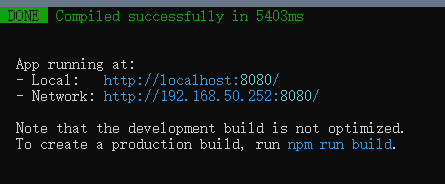 DONE Compiled successfully in 5403ms
App running at:
- Local: http://localhost:8080/
- Network: http://192.168.50.252:8080/
Note that the development build is not optimized.
To create a production build, run npm run build.